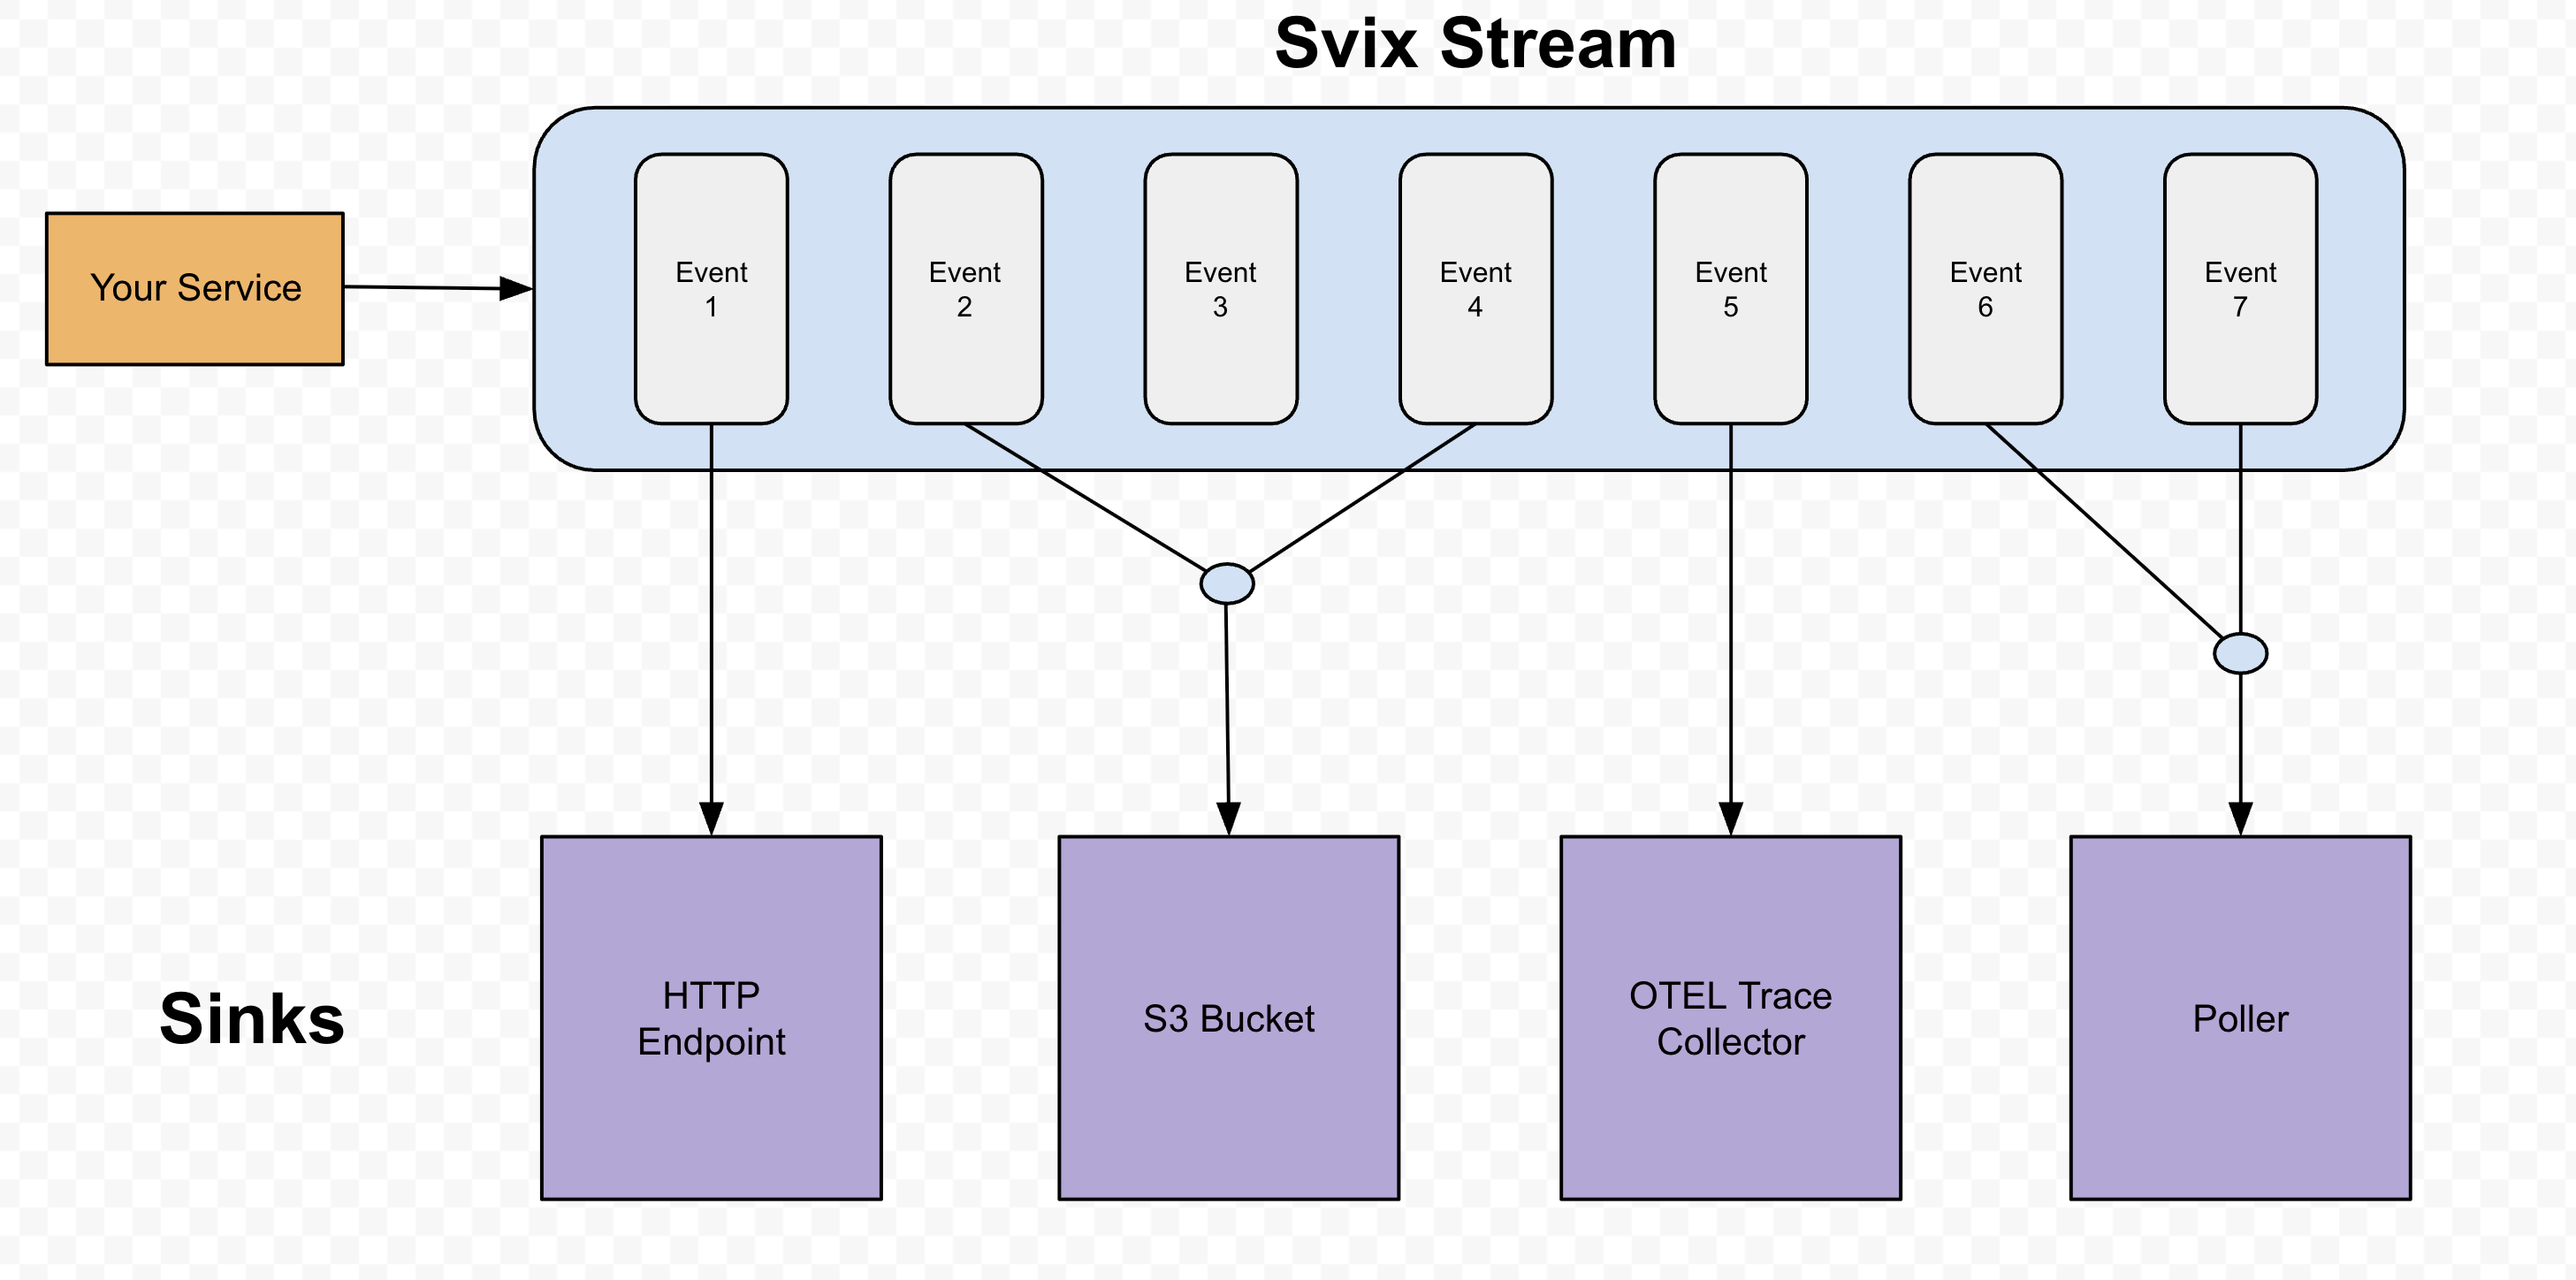 Svix Stream
Your Service
Event
1
Event
2
Event
3
Event
4
Event
5
Event
6
Event
7
Sinks
HTTP
Endpoint
S3 Bucket
OTEL Trace
Collector
Poller